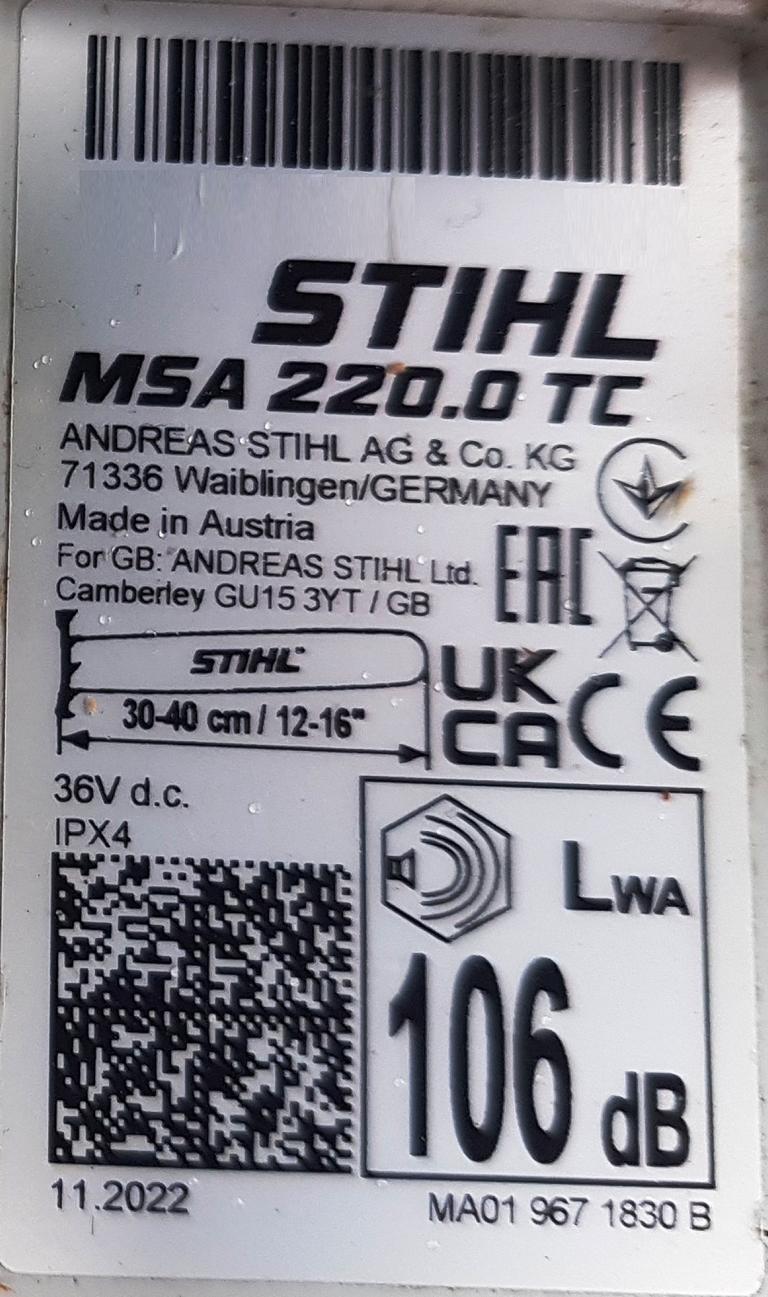 STIHL
MSA 220.0 TC
ANDREAS STIHL AG & Co. KG
71336 Waiblingen/GERMANY
Made in Austria
For GB: ANDREAS STIHL Ltd.
Camberley GU15 3YT / GB
EAC
STIHL
30-40 cm / 12-16"
UK
CA
CE
36V d.c.
IPX4
LWA
106 dB
11.2022
MA01 967 1830 B